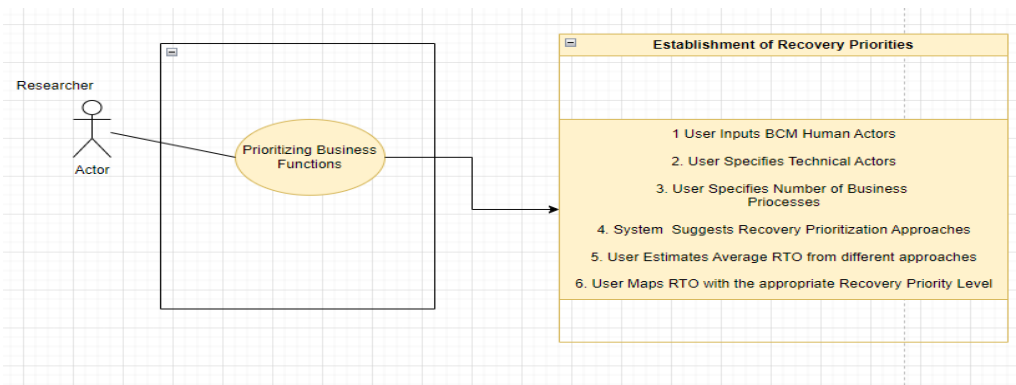 Researcher
Actor
Prioritizing Business
Functions
Establishment of Recovery Priorities
1 User Inputs BCM Human Actors
2. User Specifies Technical Actors
3. User Specifies Number of Business
Priocesses
4. System Suggests Recovery Prioritization Approaches
5. User Estimates Average RTO from different approaches
6. User Maps RTO with the appropriate Recovery Priority Level